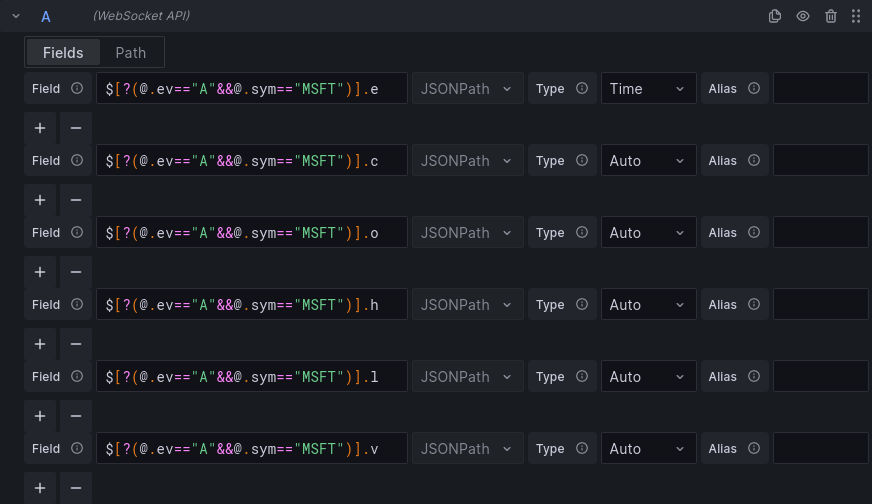 A (WebSocket API)
Fields Path
Field $[?(@.ev=="A"&&@.sym=="MSFT")].e JSONPath Type Time Alias
+ −
Field $[?(@.ev=="A"&&@.sym=="MSFT")].c JSONPath Type Auto Alias
+ −
Field $[?(@.ev=="A"&&@.sym=="MSFT")].o JSONPath Type Auto Alias
+ −
Field $[?(@.ev=="A"&&@.sym=="MSFT")].h JSONPath Type Auto Alias
+ −
Field $[?(@.ev=="A"&&@.sym=="MSFT")].l JSONPath Type Auto Alias
+ −
Field $[?(@.ev=="A"&&@.sym=="MSFT")].v JSONPath Type Auto Alias
+ −